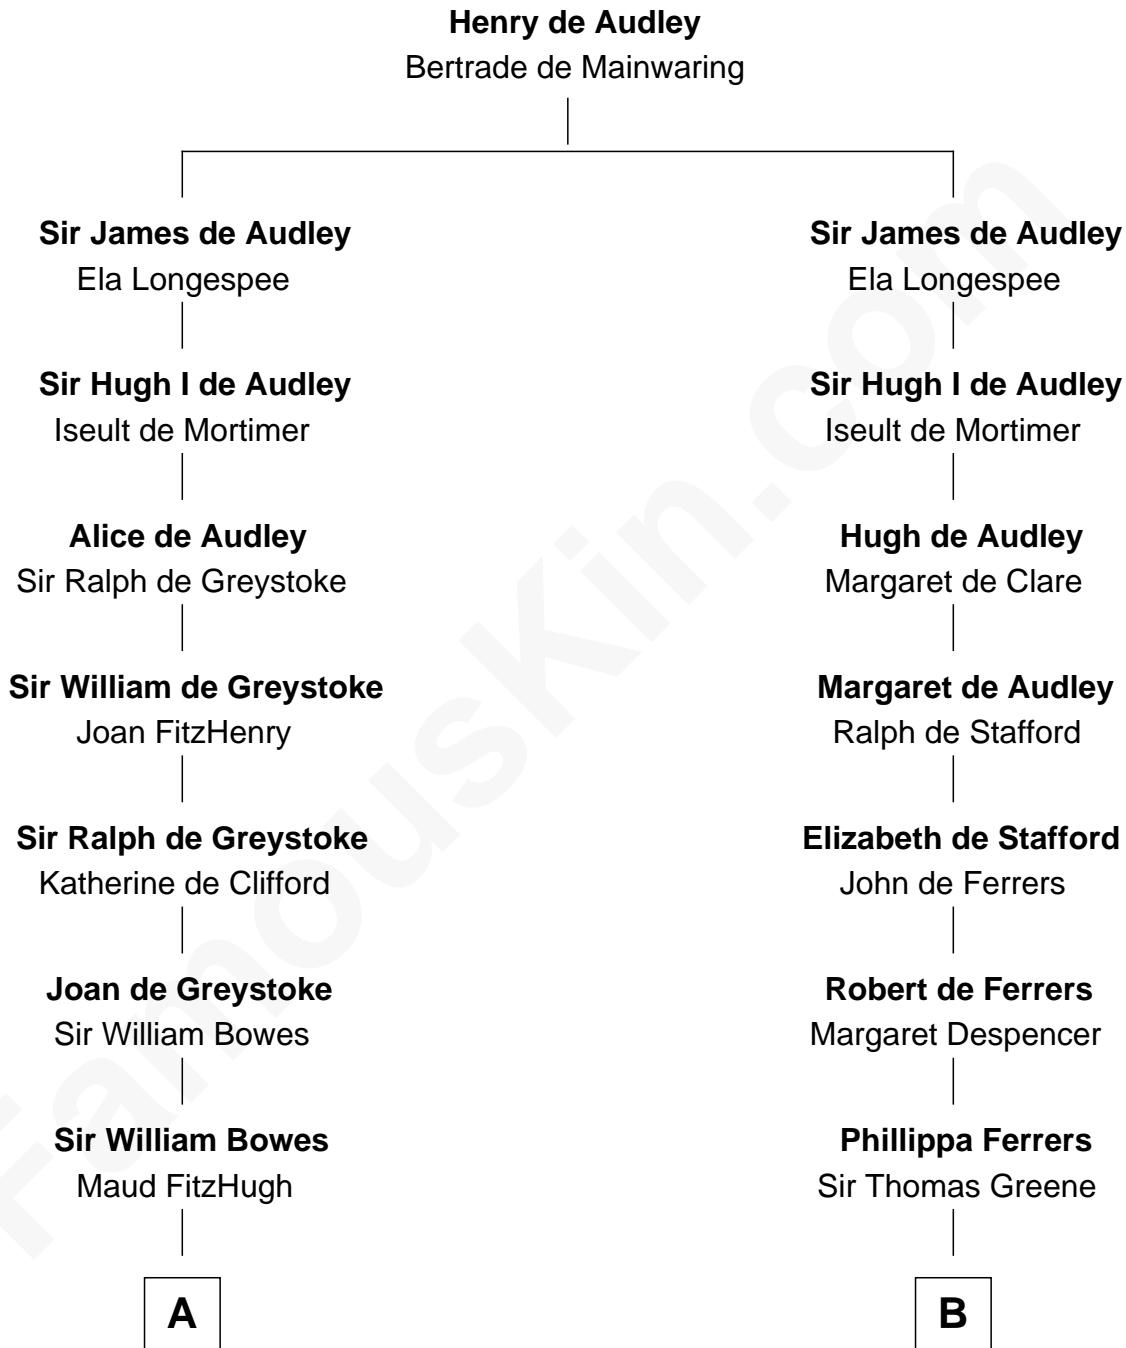 Henry de Audley
Bertrade de Mainwaring
Sir James de Audley
Ela Longespee
Sir Hugh I de Audley
Iseult de Mortimer
Alice de Audley
Sir Ralph de Greystoke
Sir William de Greystoke
Joan FitzHenry
Sir Ralph de Greystoke
Katherine de Clifford
Joan de Greystoke
Sir William Bowes
Sir William Bowes
Maud FitzHugh
A
Sir James de Audley
Ela Longespee
Sir Hugh I de Audley
Iseult de Mortimer
Hugh de Audley
Margaret de Clare
Margaret de Audley
Ralph de Stafford
Elizabeth de Stafford
John de Ferrers
Robert de Ferrers
Margaret Despencer
Phillippa Ferrers
Sir Thomas Greene
B
FamousKin.com